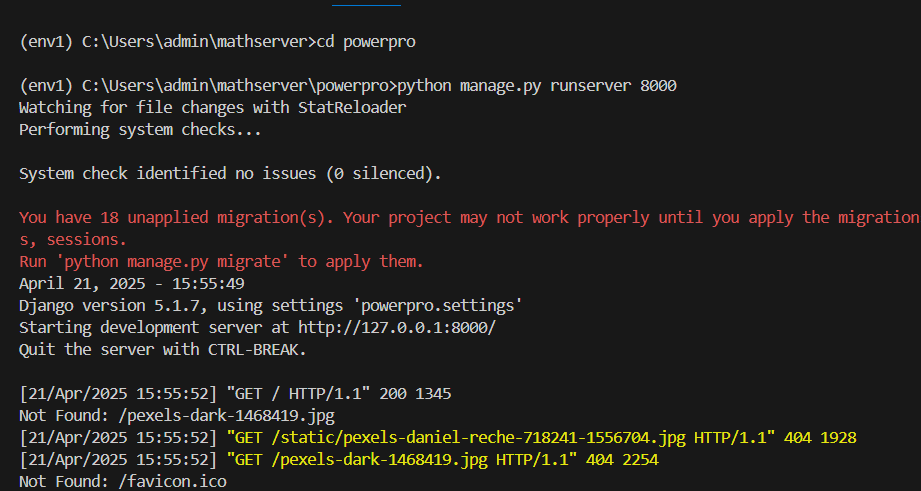 (env1) C:\Users\admin\mathserver>cd powerpro
(env1) C:\Users\admin\mathserver\powerpro>python manage.py runserver 8000
Watching for file changes with StatReloader
Performing system checks...
System check identified no issues (0 silenced).
You have 18 unapplied migration(s). Your project may not work properly until you apply the migration
s, sessions.
Run 'python manage.py migrate' to apply them.
April 21, 2025 - 15:55:49
Django version 5.1.7, using settings 'powerpro.settings'
Starting development server at http://127.0.0.1:8000/
Quit the server with CTRL-BREAK.
[21/Apr/2025 15:55:52] "GET / HTTP/1.1" 200 1345
Not Found: /pexels-dark-1468419.jpg
[21/Apr/2025 15:55:52] "GET /static/pexels-daniel-reche-718241-1556704.jpg HTTP/1.1" 404 1928
[21/Apr/2025 15:55:52] "GET /pexels-dark-1468419.jpg HTTP/1.1" 404 2254
Not Found: /favicon.ico